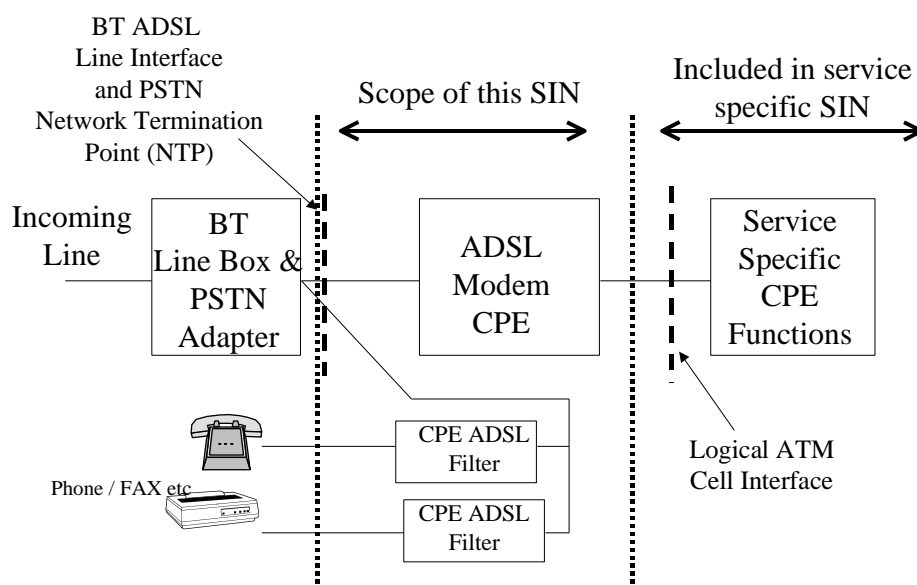 BT ADSL
Line Interface
and PSTN
Network Termination
Point (NTP)
Scope of this SIN
Included in service
specific SIN
Incoming
Line
BT
Line Box &
PSTN
Adapter
ADSL
Modem
CPE
Service
Specific
CPE
Functions
CPE ADSL
Filter
Phone / FAX etc
CPE ADSL
Filter
Logical ATM
Cell Interface